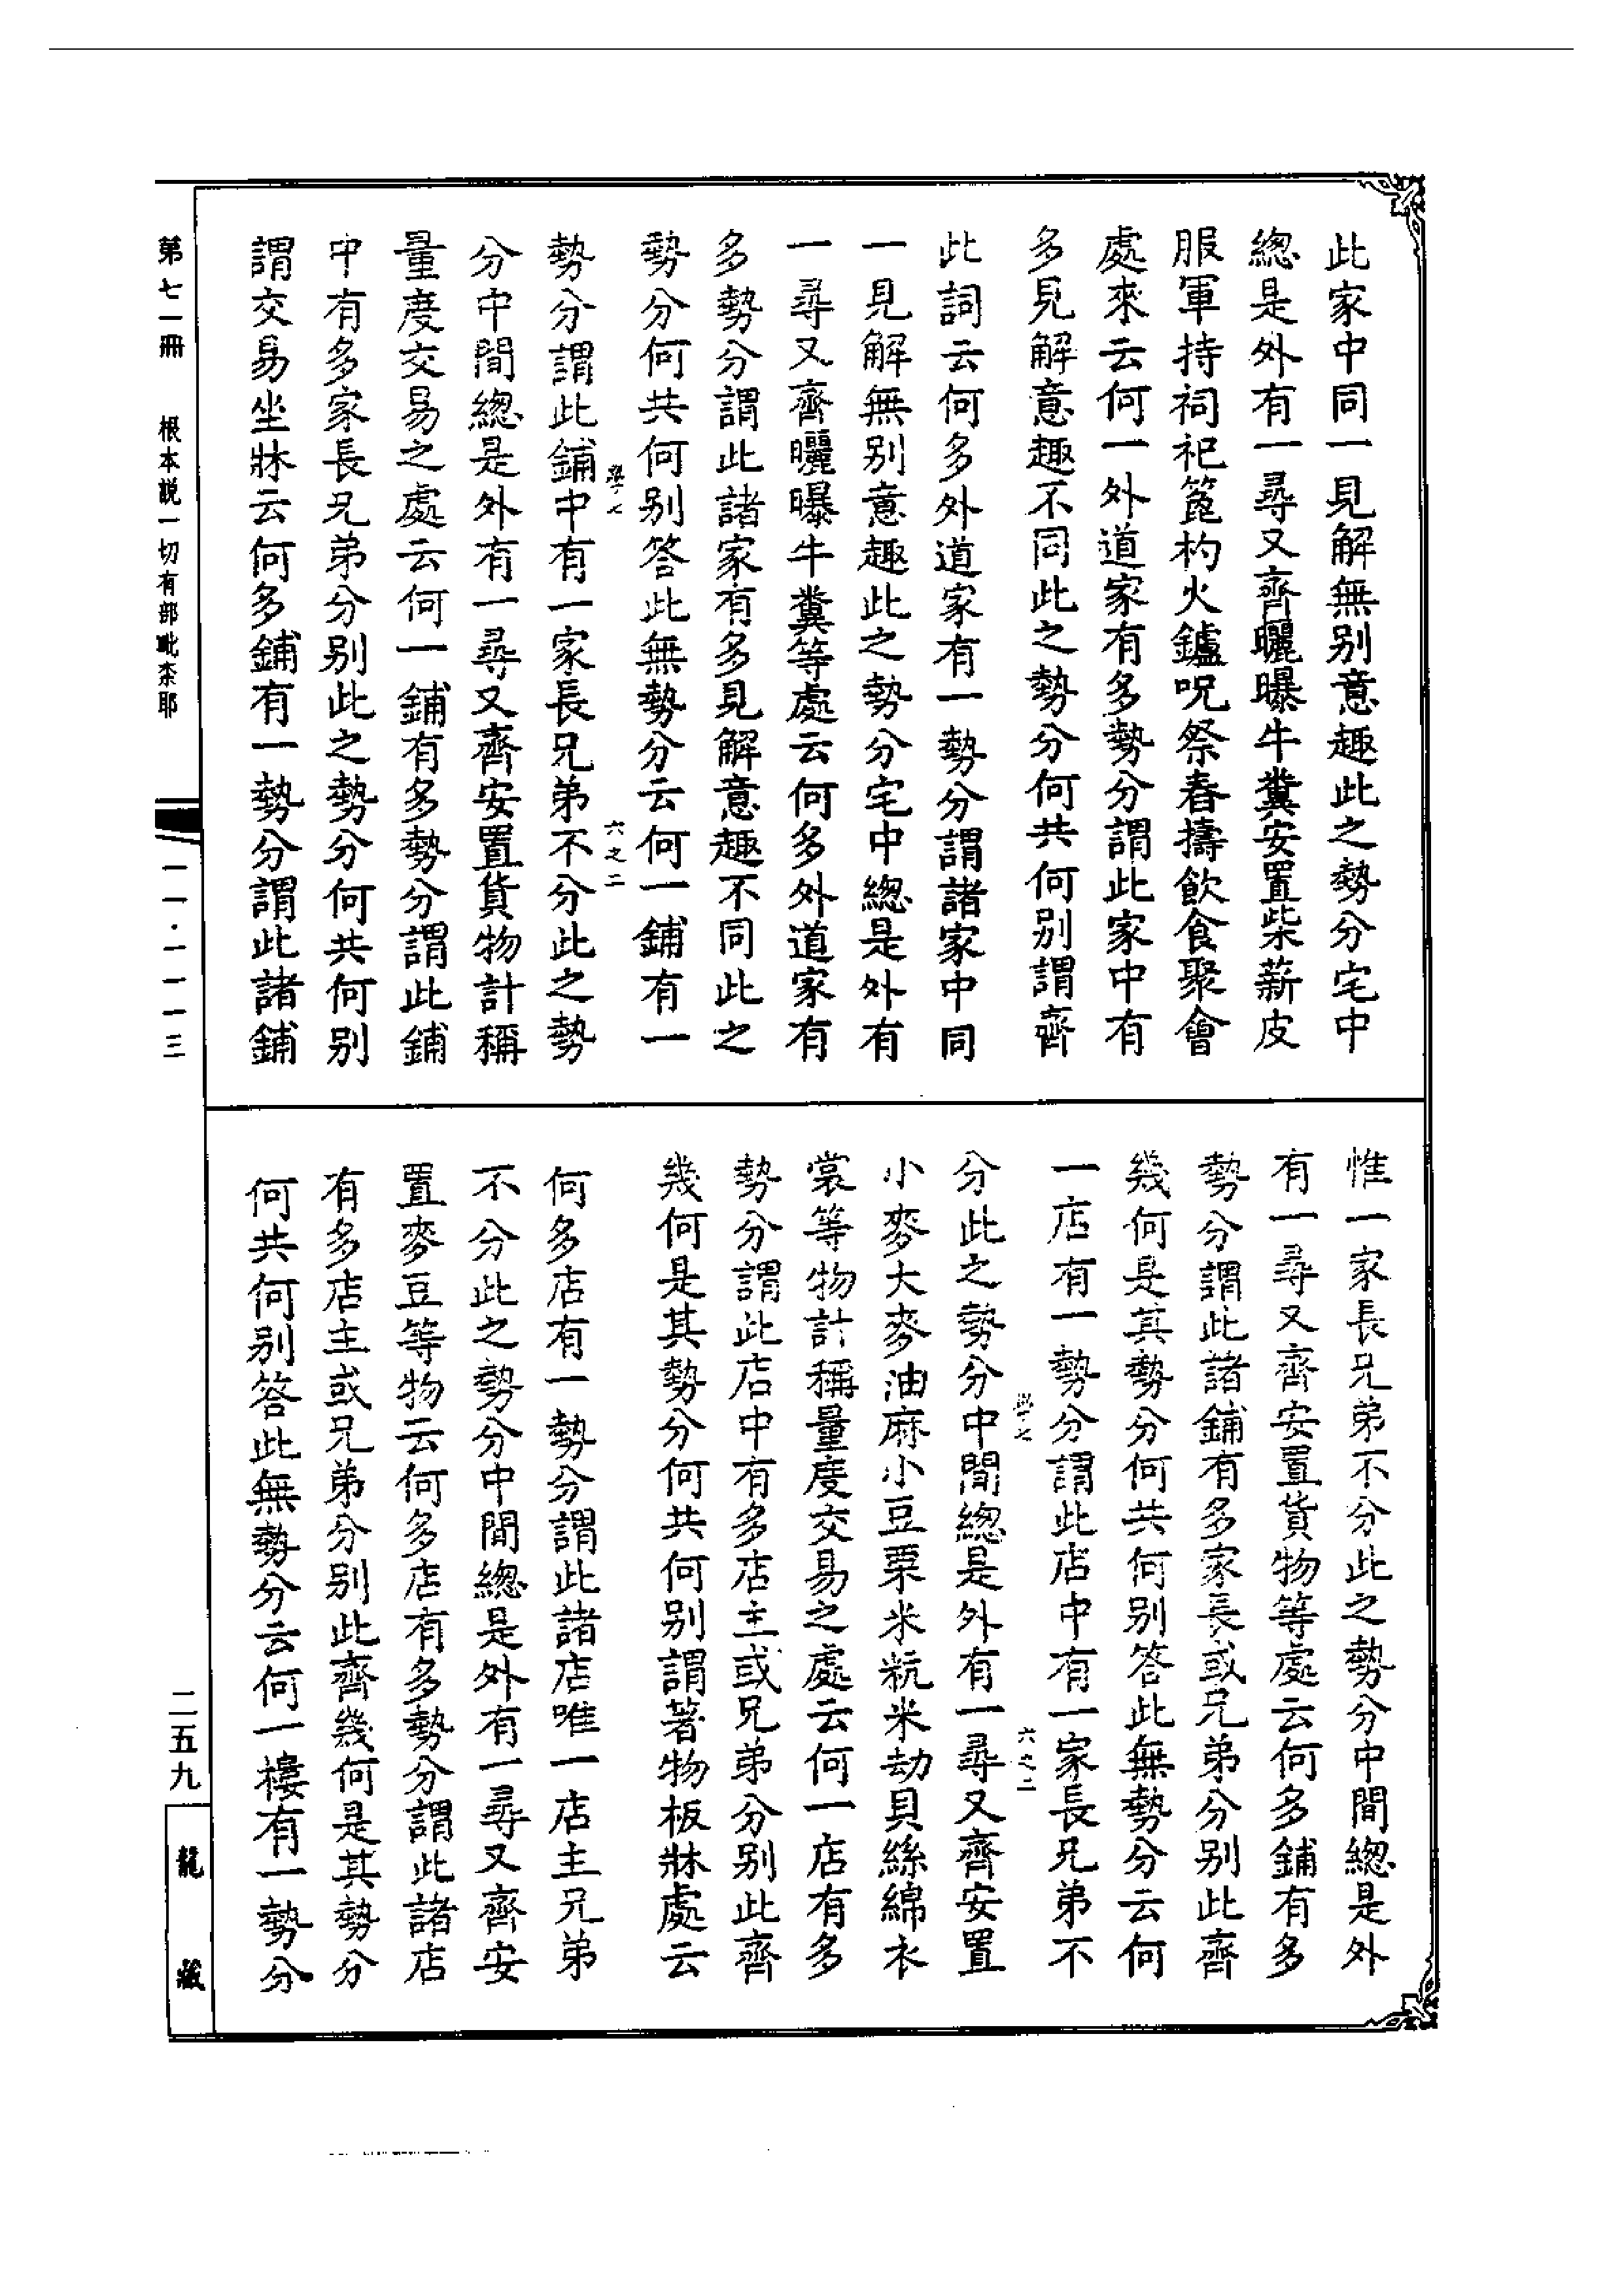 此家中同一見解無别意趣此之勢分宅中
總是外有一尋又齊曬曝牛糞安置柴薪皮
服軍持祠祀箆杓火鑪呪祭舂擣飲食聚會
處來云何一外道家有多勢分謂此家中有
多見解意趣不同此之勢分何共何别謂齊
此詞云何多外道家有一勢分謂諸家中同
一見解無别意趣此之勢分宅中總是外有
一尋又齊曬曝牛糞等處云何多外道家有
多勢分謂此諸家有多見解意趣不同此之
勢分何共何别答此無勢分云何一鋪有一
六之二
勢分謂此鋪中有一家長兄弟不分此之勢
分中間總是外有一尋又齊安置貨物計稱
量度交易之處云何一鋪有多勢分謂此鋪
中有多家長兄弟分别此之勢分何共何别
謂交易坐牀云何多鋪有一勢分謂此諸鋪
惟一家長兄弟不分此之勢分中間總是外
有一尋又齊安置貨物等處云何多鋪有多
勢分謂此諸鋪有多家長或兄弟分别此齊
幾何是其勢分何共何别答此無勢分云何
一店有一勢分謂此店中有一家長兄弟不
六之二
分此之勢分中間總是外有一尋又齊安置
小麥大麥油麻小豆粟米粇米劫貝絲綿衣
裳等物計稱量度交易之處云何一店有多
勢分謂此店中有多店主或兄弟分别此齊
幾何是其勢分何共何别謂著物板牀處云
何多店有一勢分謂此諸店唯一店主兄弟
不分此之勢分中間總是外有一尋又齊安
置麥豆等物云何多店有多勢分謂此諸店
有多店主或兄弟分别此齊幾何是其勢分
何共何别答此無勢分云何一樓有一勢分
第七一冊 根本説一切有部毗柰耶
一一·一一一三
二五九
龍藏